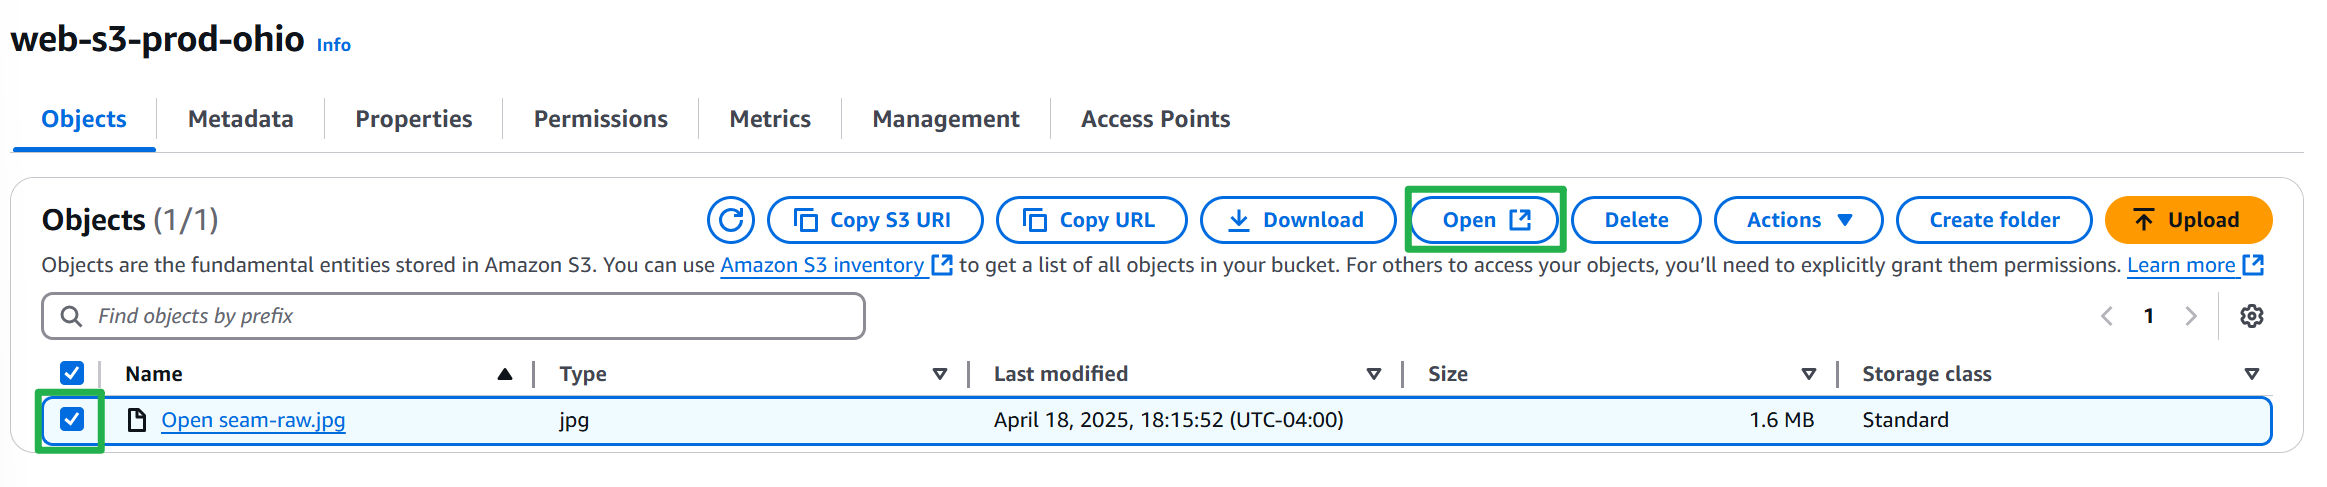 web-s3-prod-ohio Info
Objects Metadata Properties Permissions Metrics Management Access Points
Objects (1/1) Copy S3 URI Copy URL Download Open Delete Actions Create folder Upload
Objects are the fundamental entities stored in Amazon S3. You can use Amazon S3 inventory to get a list of all objects in your bucket. For others to access your objects, you’ll need to explicitly grant them permissions. Learn more
Find objects by prefix 1
Name Type Last modified Size Storage class
Open seam-raw.jpg jpg April 18, 2025, 18:15:52 (UTC-04:00) 1.6 MB Standard